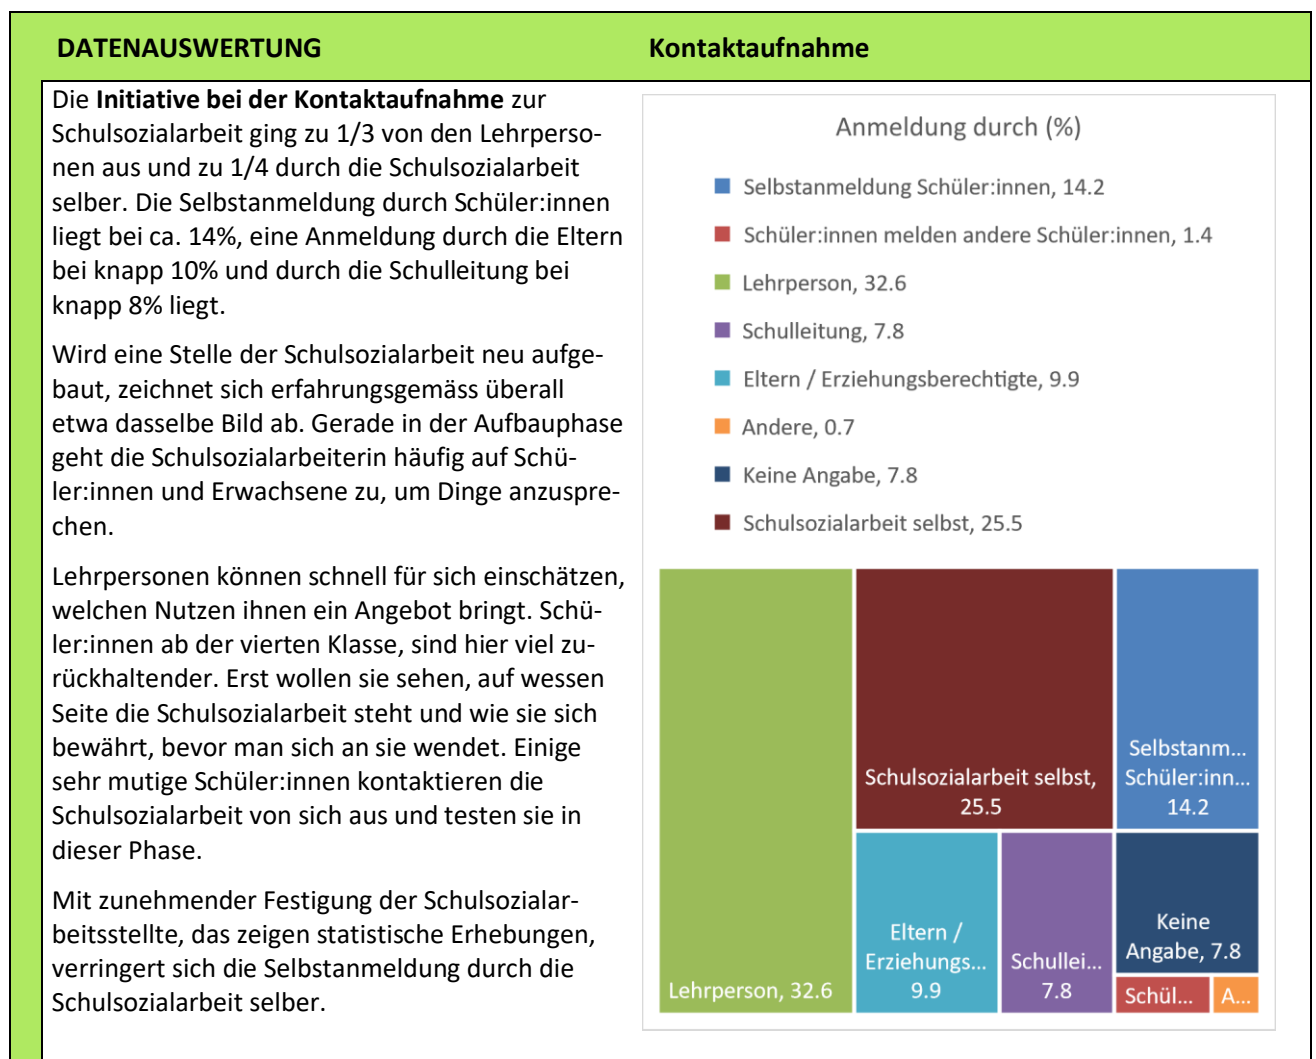 DATENAUSWERTUNG
Kontaktaufnahme
Die Initiative bei der Kontaktaufnahme zur
Schulsozialarbeit ging zu 1/3 von den Lehrperso-
nen aus und zu 1/4 durch die Schulsozialarbeit
selber. Die Selbstanmeldung durch Schüler:innen
liegt bei ca. 14%, eine Anmeldung durch die Eltern
bei knapp 10% und durch die Schulleitung bei
knapp 8% liegt.
Wird eine Stelle der Schulsozialarbeit neu aufge-
baut, zeichnet sich erfahrungsgemäss überall
etwa dasselbe Bild ab. Gerade in der Aufbauphase
geht die Schulsozialarbeiterin häufig auf Schü-
ler:innen und Erwachsene zu, um Dinge anzuspre-
chen.
Lehrpersonen können schnell für sich einschätzen,
welchen Nutzen ihnen ein Angebot bringt. Schü-
ler:innen ab der vierten Klasse, sind hier viel zu-
rückhaltender. Erst wollen sie sehen, auf wessen
Seite die Schulsozialarbeit steht und wie sie sich
bewährt, bevor man sich an sie wendet. Einige
sehr mutige Schüler:innen kontaktieren die
Schulsozialarbeit von sich aus und testen sie in
dieser Phase.
Mit zunehmender Festigung der Schulsozialar-
beitsstellte, das zeigen statistische Erhebungen,
verringert sich die Selbstanmeldung durch die
Schulsozialarbeit selber.
Anmeldung durch (%)
Selbstanmeldung Schüler:innen, 14.2
Schüler:innen melden andere Schüler:innen, 1.4
Lehrperson, 32.6
Schulleitung, 7.8
Eltern / Erziehungsberechtigte, 9.9
Andere, 0.7
Keine Angabe, 7.8
Schulsozialarbeit selbst, 25.5
Lehrperson, 32.6
Schulsozialarbeit selbst,
25.5
Selbstanm...
Schüler:inn...
14.2
Eltern /
Erziehungs...
9.9
Schullei...
7.8
Keine
Angabe, 7.8
Schül...
A...